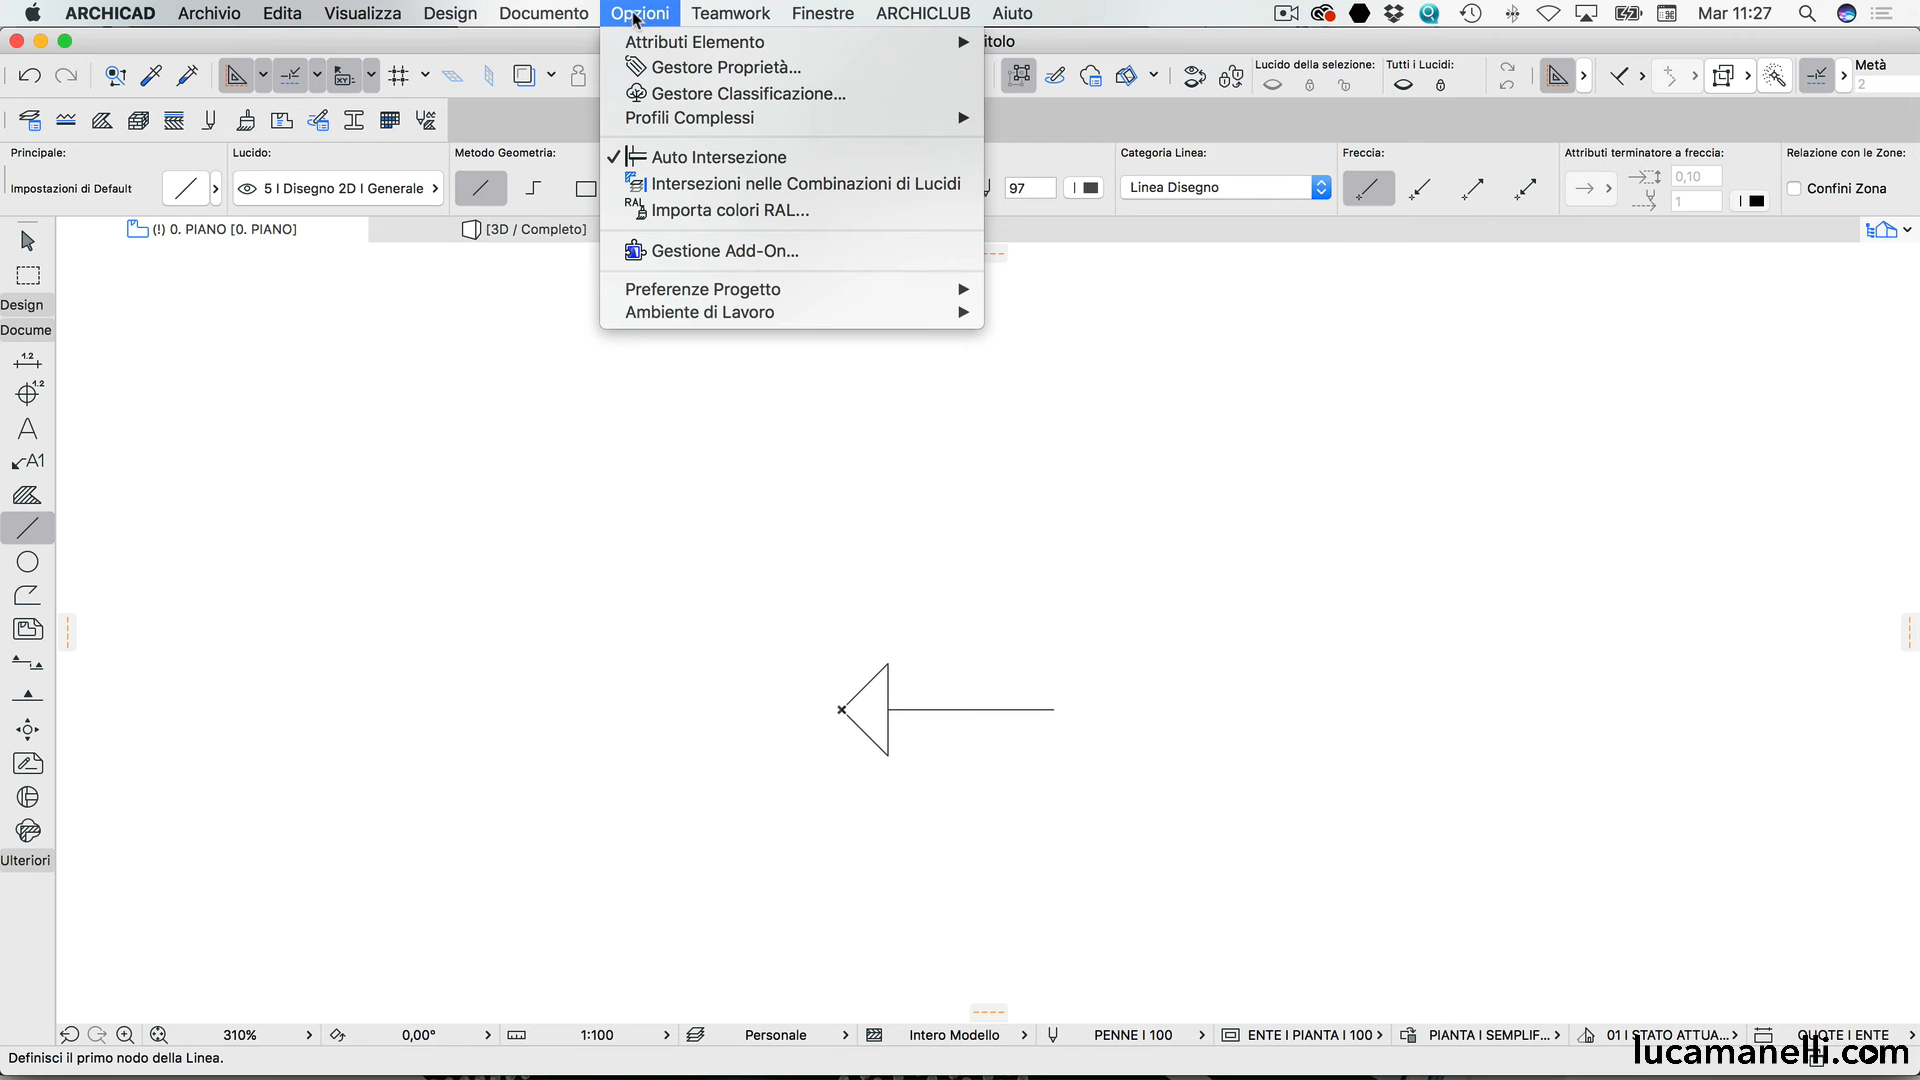 ARCHICAD Archivio Edita Visualizza Design Documento Opzioni Teamwork Finestre ARCHICLUB Aiuto Mar 11:27
Attributi Elemento
itolo
Gestore Proprietà...
Gestore Classificazione...
Profili Complessi
Lucido della selezione: Tutti i Lucidi: Metà
2
Principale: Lucido: Metodo Geometria: Categoria Linea: Freccia: Attributi terminatore a freccia: Relazione con le Zone:
Auto Intersezione
Intersezioni nelle Combinazioni di Lucidi
RAL Importa colori RAL...
Impostazioni di Default 5 | Disegno 2D | Generale 97 Linea Disegno 0,10 Confini Zona
1
(!) 0. PIANO [0. PIANO] [3D / Completo]
Gestione Add-On...
Preferenze Progetto
Ambiente di Lavoro
Design
Docume
1.2
1.2
A
A1
Ulteriori
310% 0,00° 1:100 Personale Intero Modello PENNE | 100 ENTE | PIANTA | 100 PIANTA | SEMPLIF... 01 | STATO ATTUA... QUOTE | ENTE
Definisci il primo nodo della Linea.
lucamanelli.com